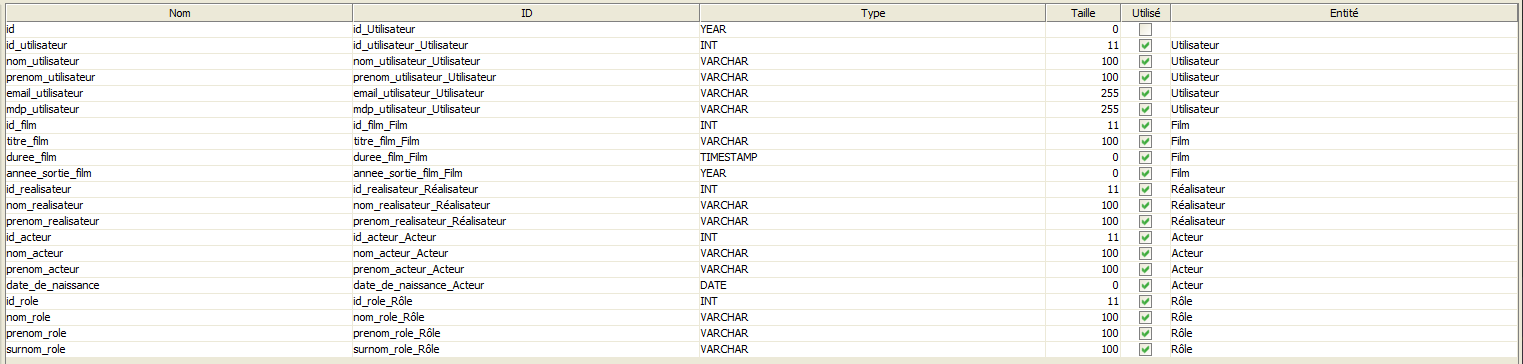 Nom ID Type Taille Utilisé Entité
id id_Utilisateur YEAR 0
id_utilisateur id_utilisateur_Utilisateur INT 11 Utilisateur
nom_utilisateur nom_utilisateur_Utilisateur VARCHAR 100 Utilisateur
prenom_utilisateur prenom_utilisateur_Utilisateur VARCHAR 100 Utilisateur
email_utilisateur email_utilisateur_Utilisateur VARCHAR 255 Utilisateur
mdp_utilisateur mdp_utilisateur_Utilisateur VARCHAR 255 Utilisateur
id_film id_film_Film INT 11 Film
titre_film titre_film_Film VARCHAR 100 Film
duree_film duree_film_Film TIMESTAMP 0 Film
annee_sortie_film annee_sortie_film_Film YEAR 0 Film
id_realisateur id_realisateur_Réalisateur INT 11 Réalisateur
nom_realisateur nom_realisateur_Réalisateur VARCHAR 100 Réalisateur
prenom_realisateur prenom_realisateur_Réalisateur VARCHAR 100 Réalisateur
id_acteur id_acteur_Acteur INT 11 Acteur
nom_acteur nom_acteur_Acteur VARCHAR 100 Acteur
prenom_acteur prenom_acteur_Acteur VARCHAR 100 Acteur
date_de_naissance date_de_naissance_Acteur DATE 0 Acteur
id_role id_role_Rôle INT 11 Rôle
nom_role nom_role_Rôle VARCHAR 100 Rôle
prenom_role prenom_role_Rôle VARCHAR 100 Rôle
surnom_role surnom_role_Rôle VARCHAR 100 Rôle